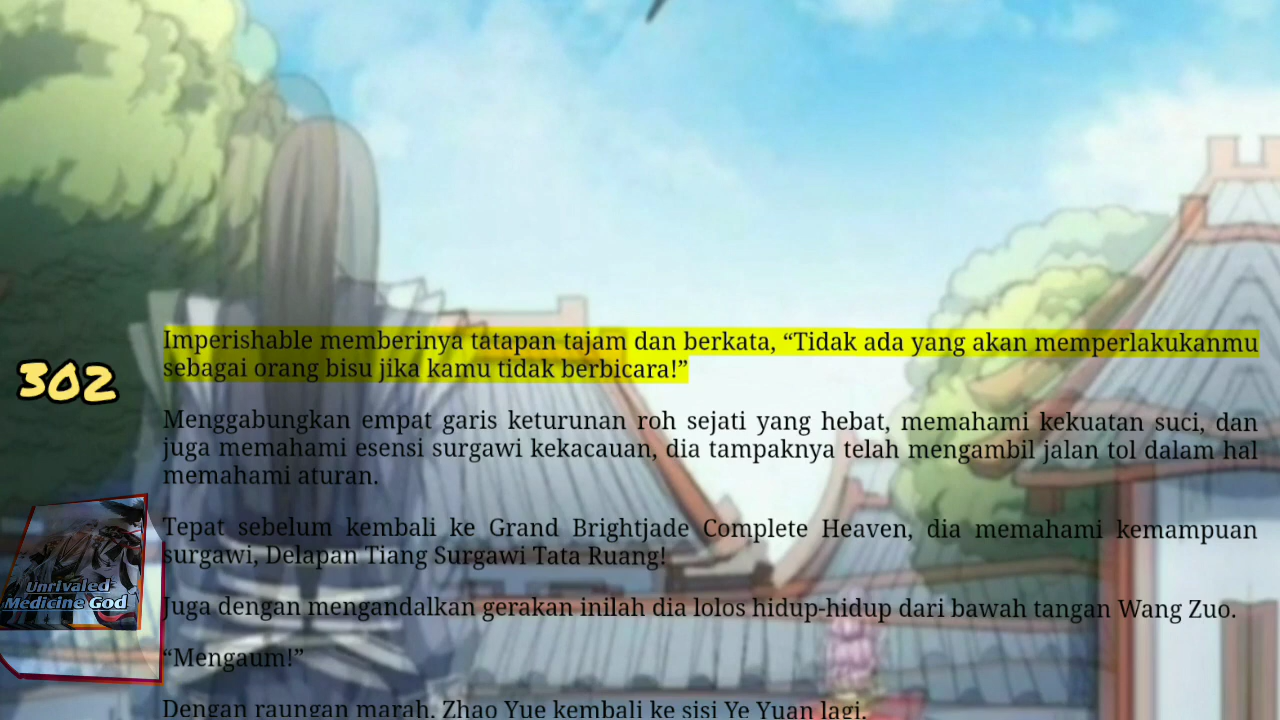 Imperishable memberinya tatapan tajam dan berkata, “Tidak ada yang akan memperlakukanmu
sebagai orang bisu jika kamu tidak berbicara!”
302
Menggabungkan empat garis keturunan roh sejati yang hebat, memahami kekuatan suci, dan
juga memahami esensi surgawi kekacauan, dia tampaknya telah mengambil jalan tol dalam hal
memahami aturan.
Tepat sebelum kembali ke Grand Brightjade Complete Heaven, dia memahami kemampuan
surgawi, Delapan Tiang Surgawi Tata Ruang!
Unrivaled
Medicine God
Juga dengan mengandalkan gerakan inilah dia lolos hidup-hidup dari bawah tangan Wang Zuo.
“Mengaum!”
Dengan raungan marah, Zhao Yue kembali ke sisi Ye Yuan lagi.